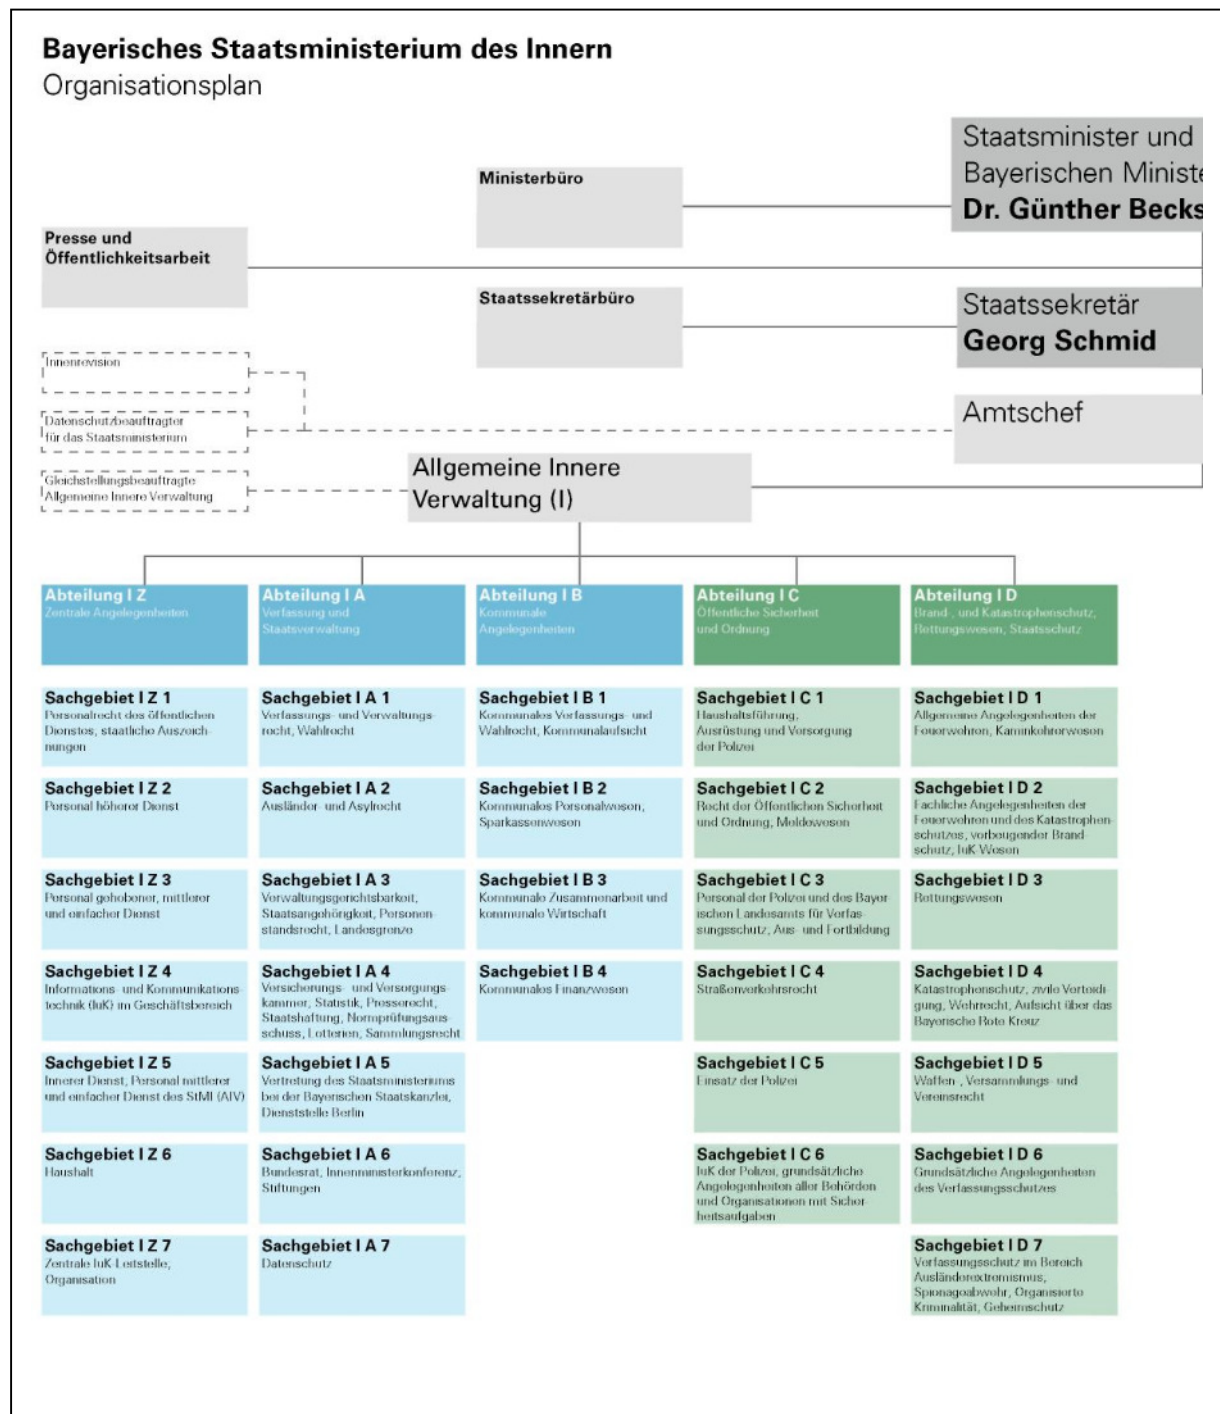 Bayerisches Staatsministerium des Innern
Organisationsplan
Staatsminister und
Bayerischen Ministe
Dr. Günther Becks
Ministerbüro
Presse und
Öffentlichkeitsarbeit
Staatssekretärbüro
Staatssekretär
Georg Schmid
Innenrevision
Datenschutzbeauftragter
für das Staatsministerium
Amtschef
Gleichstellungsbeauftragte
Allgemeine Innere Verwaltung
Allgemeine Innere
Verwaltung (I)
Abteilung I Z
Zentrale Angelegenheiten
Abteilung I A
Verfassung und
Staatsverwaltung
Abteilung I B
Kommunale
Angelegenheiten
Abteilung I C
Öffentliche Sicherheit
und Ordnung
Abteilung I D
Brand-, und Katastrophenschutz,
Rettungswesen, Staatsschutz
Sachgebiet I Z 1
Personalrecht des öffentlichen
Dienstes, staatliche Auszeich-
nungen
Sachgebiet I A 1
Verfassungs- und Verwaltungs-
recht, Wahlrecht
Sachgebiet I B 1
Kommunales Verfassungs- und
Wahlrecht; Kommunalaufsicht
Sachgebiet I C 1
Haushaltsführung,
Ausrüstung und Versorgung
der Polizei
Sachgebiet I D 1
Allgemeine Angelegenheiten der
Feuerwehren, Kaminkehrerwesen
Sachgebiet I Z 2
Personal höherer Dienst
Sachgebiet I A 2
Ausländer- und Asylrecht
Sachgebiet I B 2
Kommunales Personalwesen,
Sparkassenwesen
Sachgebiet I C 2
Recht der Öffentlichen Sicherheit
und Ordnung; Meldewesen
Sachgebiet I D 2
Fachliche Angelegenheiten der
Feuerwehren und des Katastrophen-
schutzes, vorbeugender Brand-
schutz; IuK-Wesen
Sachgebiet I Z 3
Personal gehobener, mittlerer
und einfacher Dienst
Sachgebiet I A 3
Verwaltungsgerichtsbarkeit,
Staatsangehörigkeit, Personen-
standsrecht, Landesgrenze
Sachgebiet I B 3
Kommunale Zusammenarbeit und
kommunale Wirtschaft
Sachgebiet I C 3
Personal der Polizei und des Bayer-
ischen Landesamts für Verfas-
sungsschutz, Aus- und Fortbildung
Sachgebiet I D 3
Rettungswesen
Sachgebiet I Z 4
Informations- und Kommunikations-
technik (IuK) im Geschäftsbereich
Sachgebiet I A 4
Versicherungs- und Versorgungs-
kammer, Statistik, Presserecht,
Staatshaftung; Normprüfungsaus-
schuss, Lotterien; Sammlungsrecht
Sachgebiet I B 4
Kommunales Finanzwesen
Sachgebiet I C 4
Straßenverkehrsrecht
Sachgebiet I D 4
Katastrophenschutz, zivile Verteidi-
gung, Wehrrecht, Aufsicht über das
Bayerische Rote Kreuz
Sachgebiet I Z 5
Innerer Dienst, Personal mittlerer
und einfacher Dienst des StMI (AIV)
Sachgebiet I A 5
Vertretung des Staatsministeriums
bei der Bayerischen Staatskanzlei,
Dienststelle Berlin
Sachgebiet I C 5
Einsatz der Polizei
Sachgebiet I D 5
Waffen-, Versammlungs- und
Vereinsrecht
Sachgebiet I Z 6
Haushalt
Sachgebiet I A 6
Bundesrat, Innenministerkonferenz,
Stiftungen
Sachgebiet I C 6
IuK der Polizei, grundsätzliche
Angelegenheiten aller Behörden
und Organisationen mit Sicher-
heitsaufgaben
Sachgebiet I D 6
Grundsätzliche Angelegenheiten
des Verfassungsschutzes
Sachgebiet I Z 7
Zentrale IuK-Leitstelle;
Organisation
Sachgebiet I A 7
Datenschutz
Sachgebiet I D 7
Verfassungsschutz im Bereich
Ausländerextremismus,
Spionageabwehr, Organisierte
Kriminalität, Geheimschutz